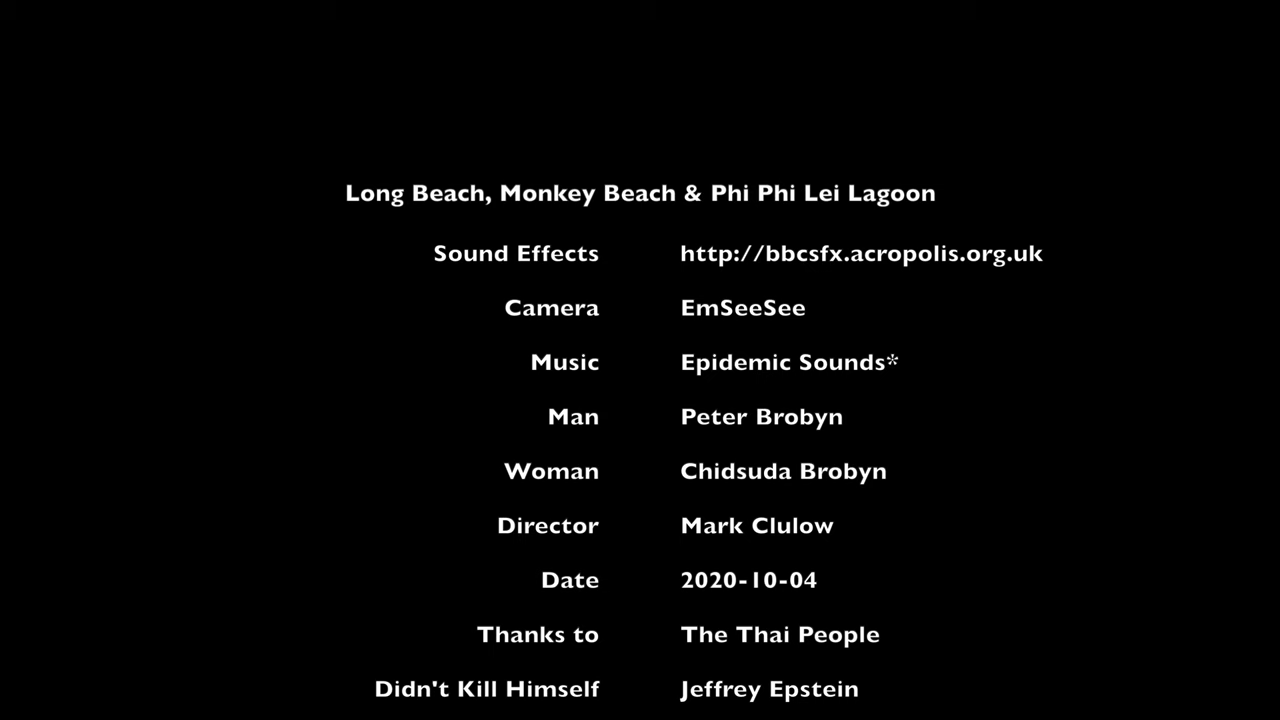 Long Beach, Monkey Beach & Phi Phi Lei Lagoon
Sound Effects http://bbcsfx.acropolis.org.uk
Camera EmSeeSee
Music Epidemic Sounds*
Man Peter Brobyn
Woman Chidsuda Brobyn
Director Mark Clulow
Date 2020-10-04
Thanks to The Thai People
Didn't Kill Himself Jeffrey Epstein